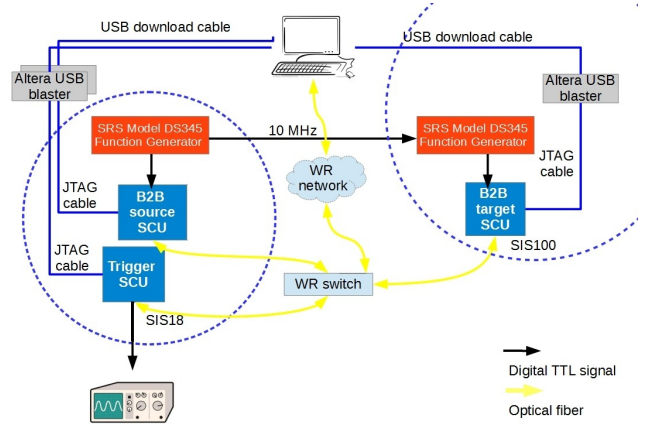 USB download cable
USB download cable
Altera USB
blaster
Altera USB
blaster
SRS Model DS345
Function Generator
10 MHz
SRS Model DS345
Function Generator
WR
network
JTAG
cable
JTAG
cable
B2B
source
SCU
B2B
target
SCU
SIS100
JTAG
cable
Trigger
SCU
WR switch
SIS18
Digital TTL signal
Optical fiber